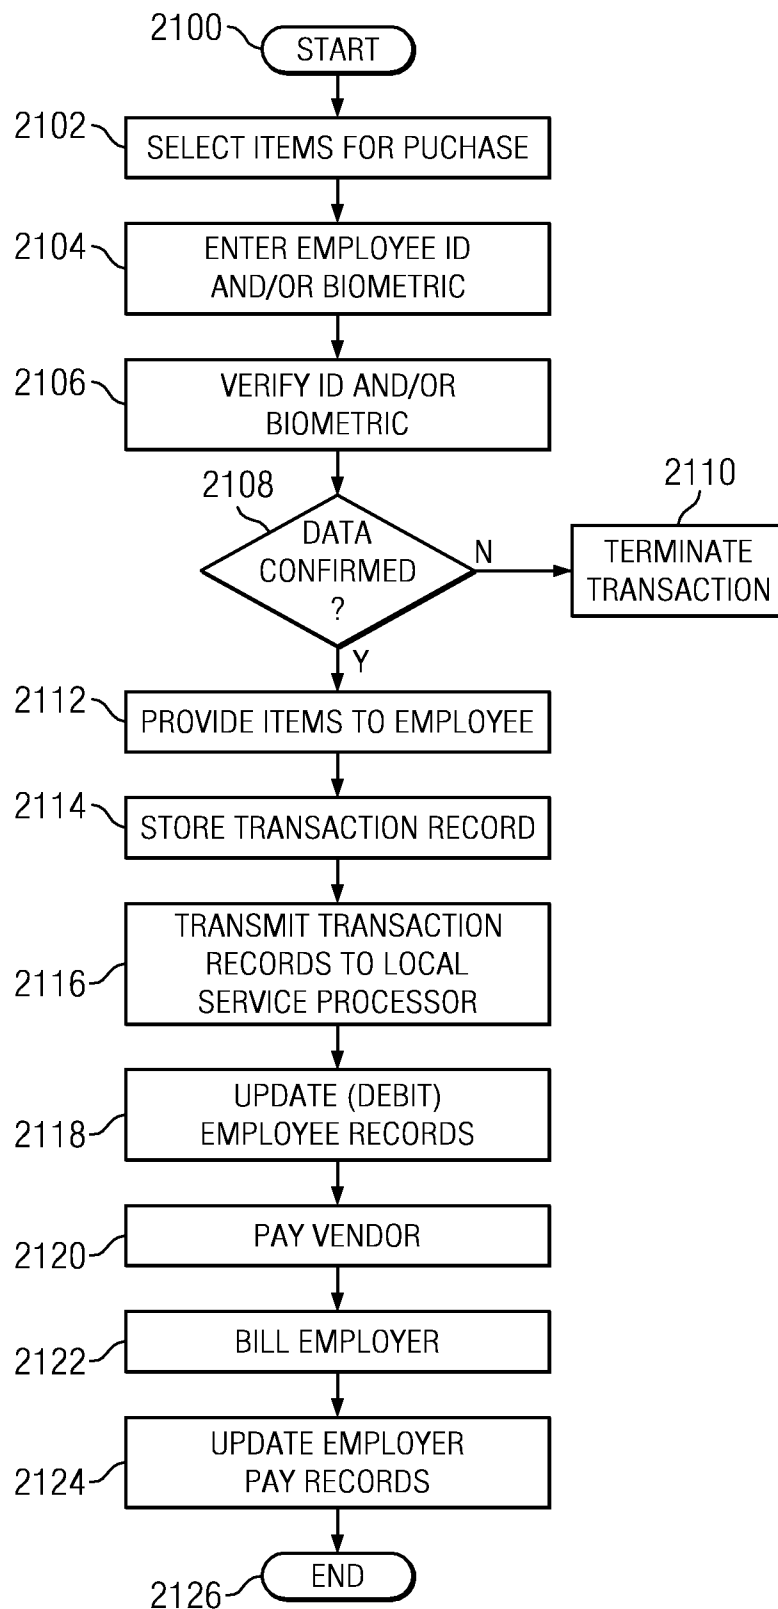 2100
START
2102
SELECT ITEMS FOR PUCHASE
2104
ENTER EMPLOYEE ID
AND/OR BIOMETRIC
2106
VERIFY ID AND/OR
BIOMETRIC
2108
DATA
CONFIRMED
?
N
2110
TERMINATE
TRANSACTION
Y
2112
PROVIDE ITEMS TO EMPLOYEE
2114
STORE TRANSACTION RECORD
2116
TRANSMIT TRANSACTION
RECORDS TO LOCAL
SERVICE PROCESSOR
2118
UPDATE (DEBIT)
EMPLOYEE RECORDS
2120
PAY VENDOR
2122
BILL EMPLOYER
2124
UPDATE EMPLOYER
PAY RECORDS
2126
END